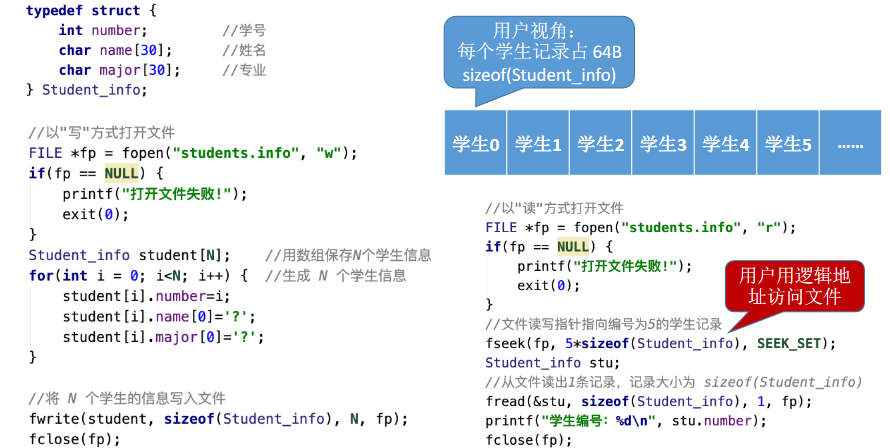 typedef struct {
    int number;          //学号
    char name[30];     //姓名
    char major[30];    //专业
} Student_info;

//以"写"方式打开文件
FILE *fp = fopen("students.info", "w");
if(fp == NULL) {
    printf("打开文件失败!");
    exit(0);
}
Student_info student[N];    //用数组保存N个学生信息
for(int i = 0; i<N; i++) {  //生成 N 个学生信息
    student[i].number=i;
    student[i].name[0]='?';
    student[i].major[0]='?';
}

//将 N 个学生的信息写入文件
fwrite(student, sizeof(Student_info), N, fp);
fclose(fp);

用户视角：
每个学生记录占 64B
sizeof(Student_info)
学生0 学生1 学生2 学生3 学生4 学生5 ……

//以"读"方式打开文件
FILE *fp = fopen("students.info", "r");
if(fp == NULL) {
    printf("打开文件失败!");
    exit(0);
}
用户用逻辑地
址访问文件
//文件读写指针指向编号为5的学生记录
fseek(fp, 5*sizeof(Student_info), SEEK_SET);
Student_info stu;
//从文件读出1条记录，记录大小为 sizeof(Student_info)
fread(&stu, sizeof(Student_info), 1, fp);
printf("学生编号：%d\n", stu.number);
fclose(fp);